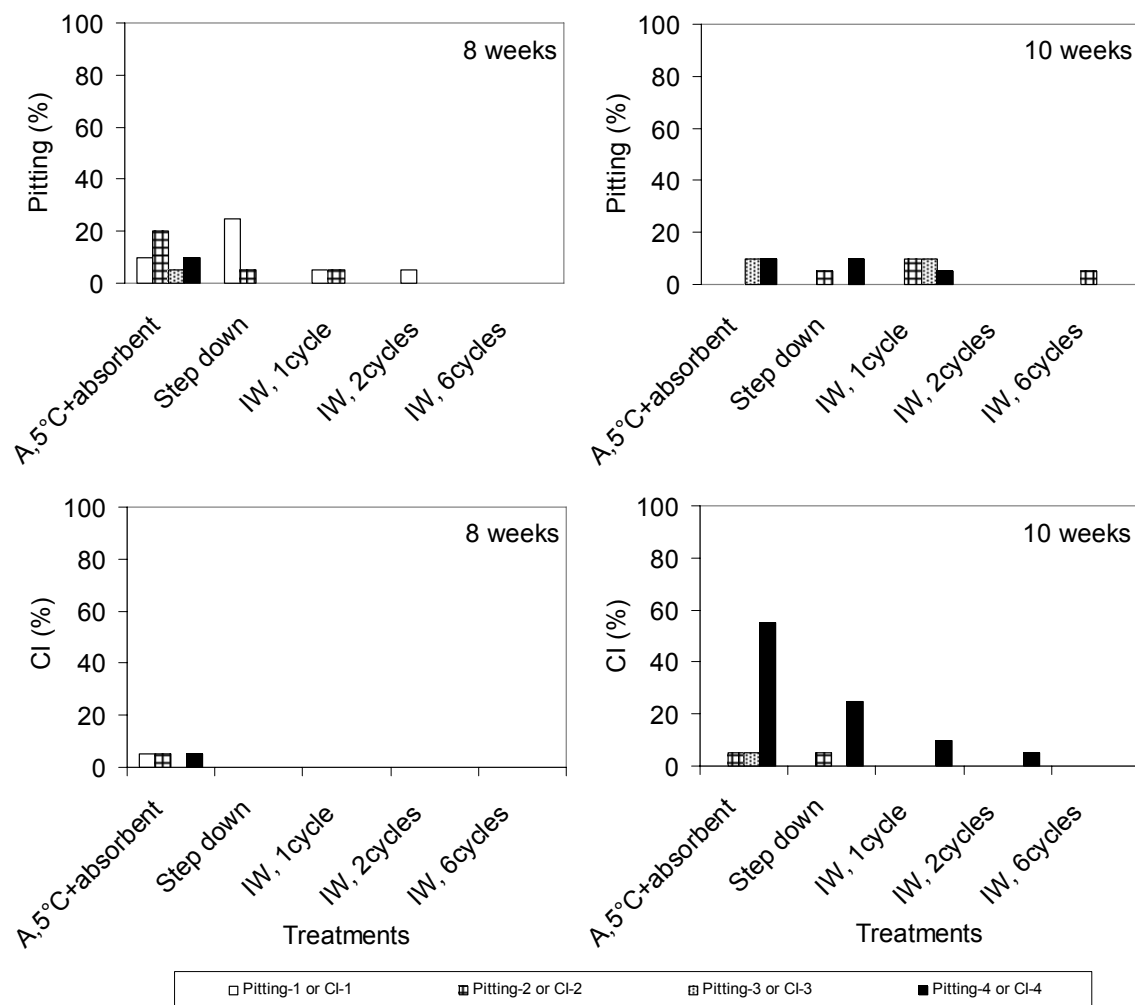 8 weeks
Pitting (%)
100
80
60
40
20
0
A,5°C+absorbent
Step down
IW, 1cycle
IW, 2cycles
IW, 6cycles
10 weeks
Pitting (%)
100
80
60
40
20
0
A,5°C+absorbent
Step down
IW, 1cycle
IW, 2cycles
IW, 6cycles
8 weeks
CI (%)
100
80
60
40
20
0
A,5°C+absorbent
Step down
IW, 1cycle
IW, 2cycles
IW, 6cycles
Treatments
10 weeks
CI (%)
100
80
60
40
20
0
A,5°C+absorbent
Step down
IW, 1cycle
IW, 2cycles
IW, 6cycles
Treatments
Pitting-1 or CI-1 Pitting-2 or CI-2 Pitting-3 or CI-3 Pitting-4 or CI-4